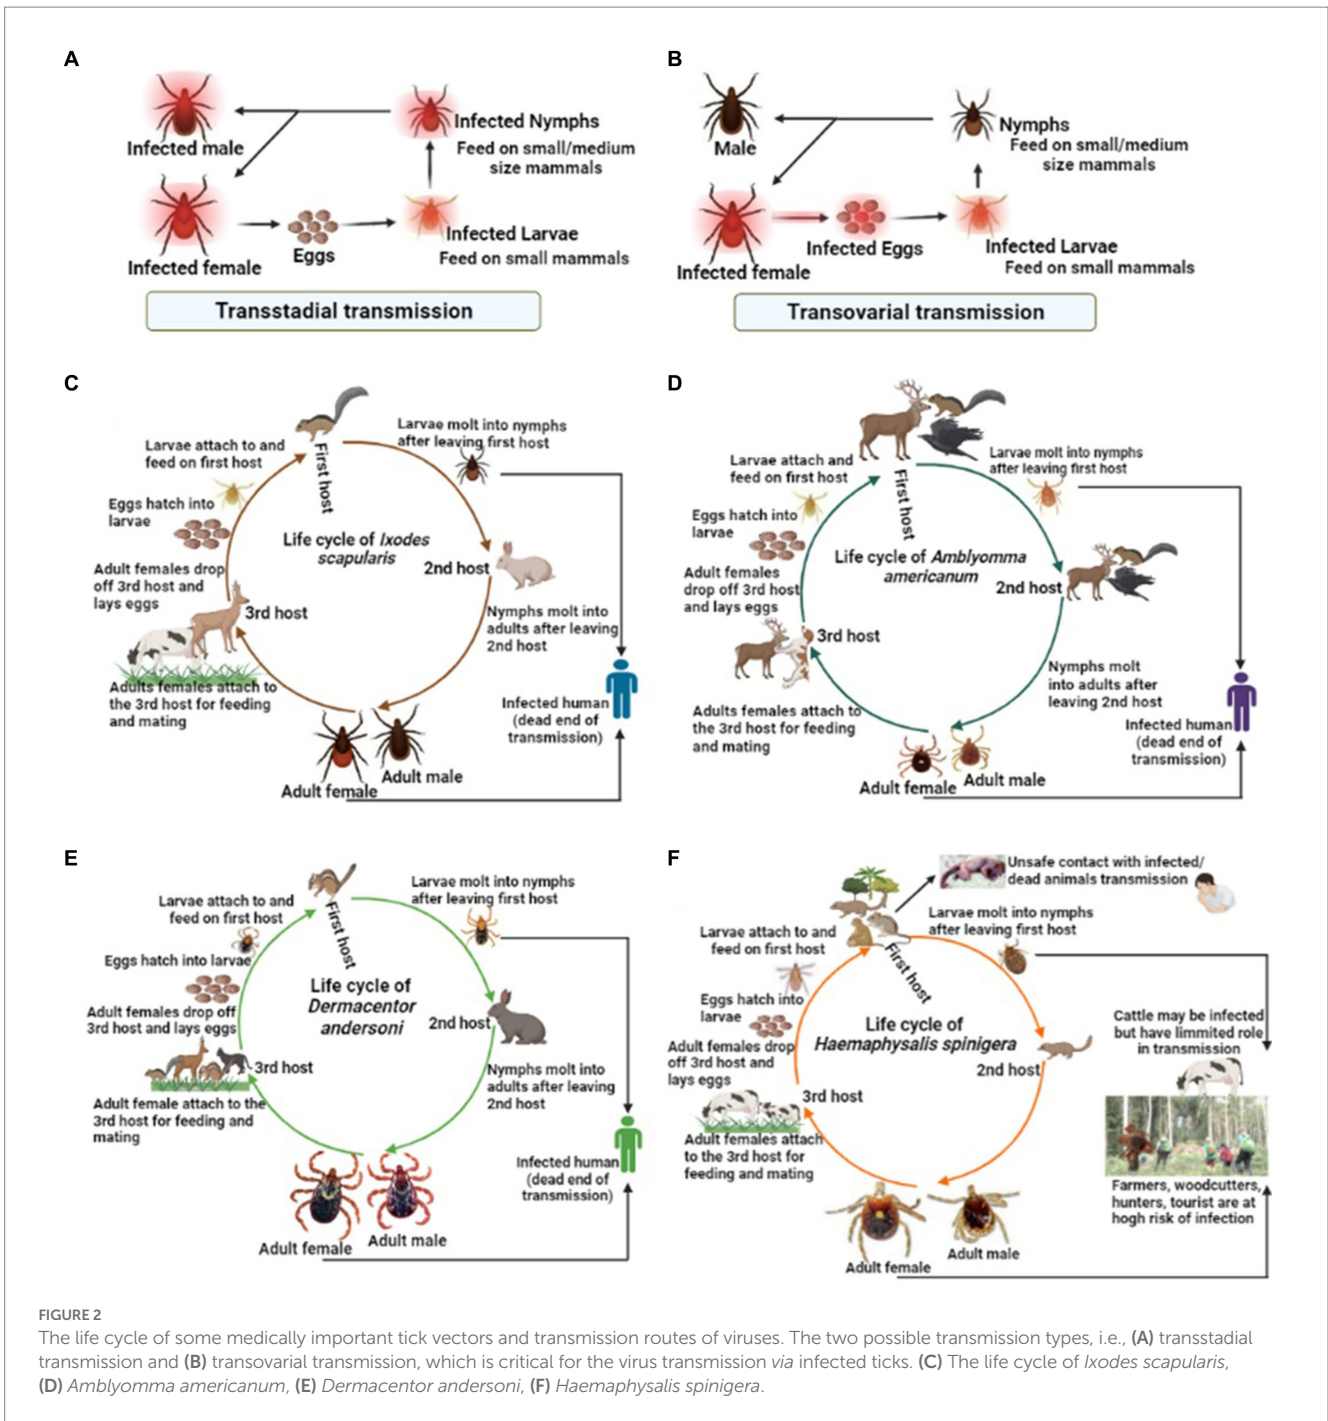 A
Infected male
Infected Nymphs
Feed on small/medium
size mammals
Infected female
Eggs
Infected Larvae
Feed on small mammals
Transstadial transmission
B
Male
Nymphs
Feed on small/medium
size mammals
Infected female
Infected Eggs
Infected Larvae
Feed on small mammals
Transovarial transmission
C
Larvae attach to and
feed on first host
First host
Larvae molt into nymphs
after leaving first host
Eggs hatch into
larvae
Life cycle of Ixodes
scapularis
2nd host
Adult females drop
off 3rd host and
lays eggs
3rd host
Nymphs molt into
adults after leaving
2nd host
Adults females attach to
the 3rd host for feeding
and mating
Infected human
(dead end of
transmission)
Adult male
Adult female
D
Larvae attach and
feed on first host
First host
Larvae molt into nymphs
after leaving first host
Eggs hatch into
larvae
Life cycle of Amblyomma
americanum
2nd host
Adult females
drop off 3rd host
and lays eggs
3rd host
Nymphs molt
into adults after
leaving 2nd host
Adults females attach to
the 3rd host for feeding
and mating
Infected human
(dead end of
transmission)
Adult female
Adult male
E
Larvae attach to and
feed on first host
First host
Larvae molt into nymphs
after leaving first host
Eggs hatch into larvae
Life cycle of
Dermacentor
andersoni
2nd host
Adult females drop off
3rd host and lays eggs
3rd host
Nymphs molt into
adults after leaving
2nd host
Adult female attach to the
3rd host for feeding and
mating
Infected human
(dead end of
transmission)
Adult female
Adult male
F
Unsafe contact with infected/
dead animals transmission
Larvae attach to and
feed on first host
First host
Larvae molt into nymphs
after leaving first host
Eggs hatch into
larvae
Life cycle of
Haemaphysalis spinigera
2nd host
Cattle may be infected
but have limmited role
in transmission
Adult females drop
off 3rd host and
lays eggs
3rd host
Adult females attach
to the 3rd host for
feeding and mating
Farmers, woodcutters,
hunters, tourist are at
hogh risk of infection
Adult female
Adult male
FIGURE 2
The life cycle of some medically important tick vectors and transmission routes of viruses. The two possible transmission types, i.e., (A) transstadial
transmission and (B) transovarial transmission, which is critical for the virus transmission via infected ticks. (C) The life cycle of Ixodes scapularis,
(D) Amblyomma americanum, (E) Dermacentor andersoni, (F) Haemaphysalis spinigera.